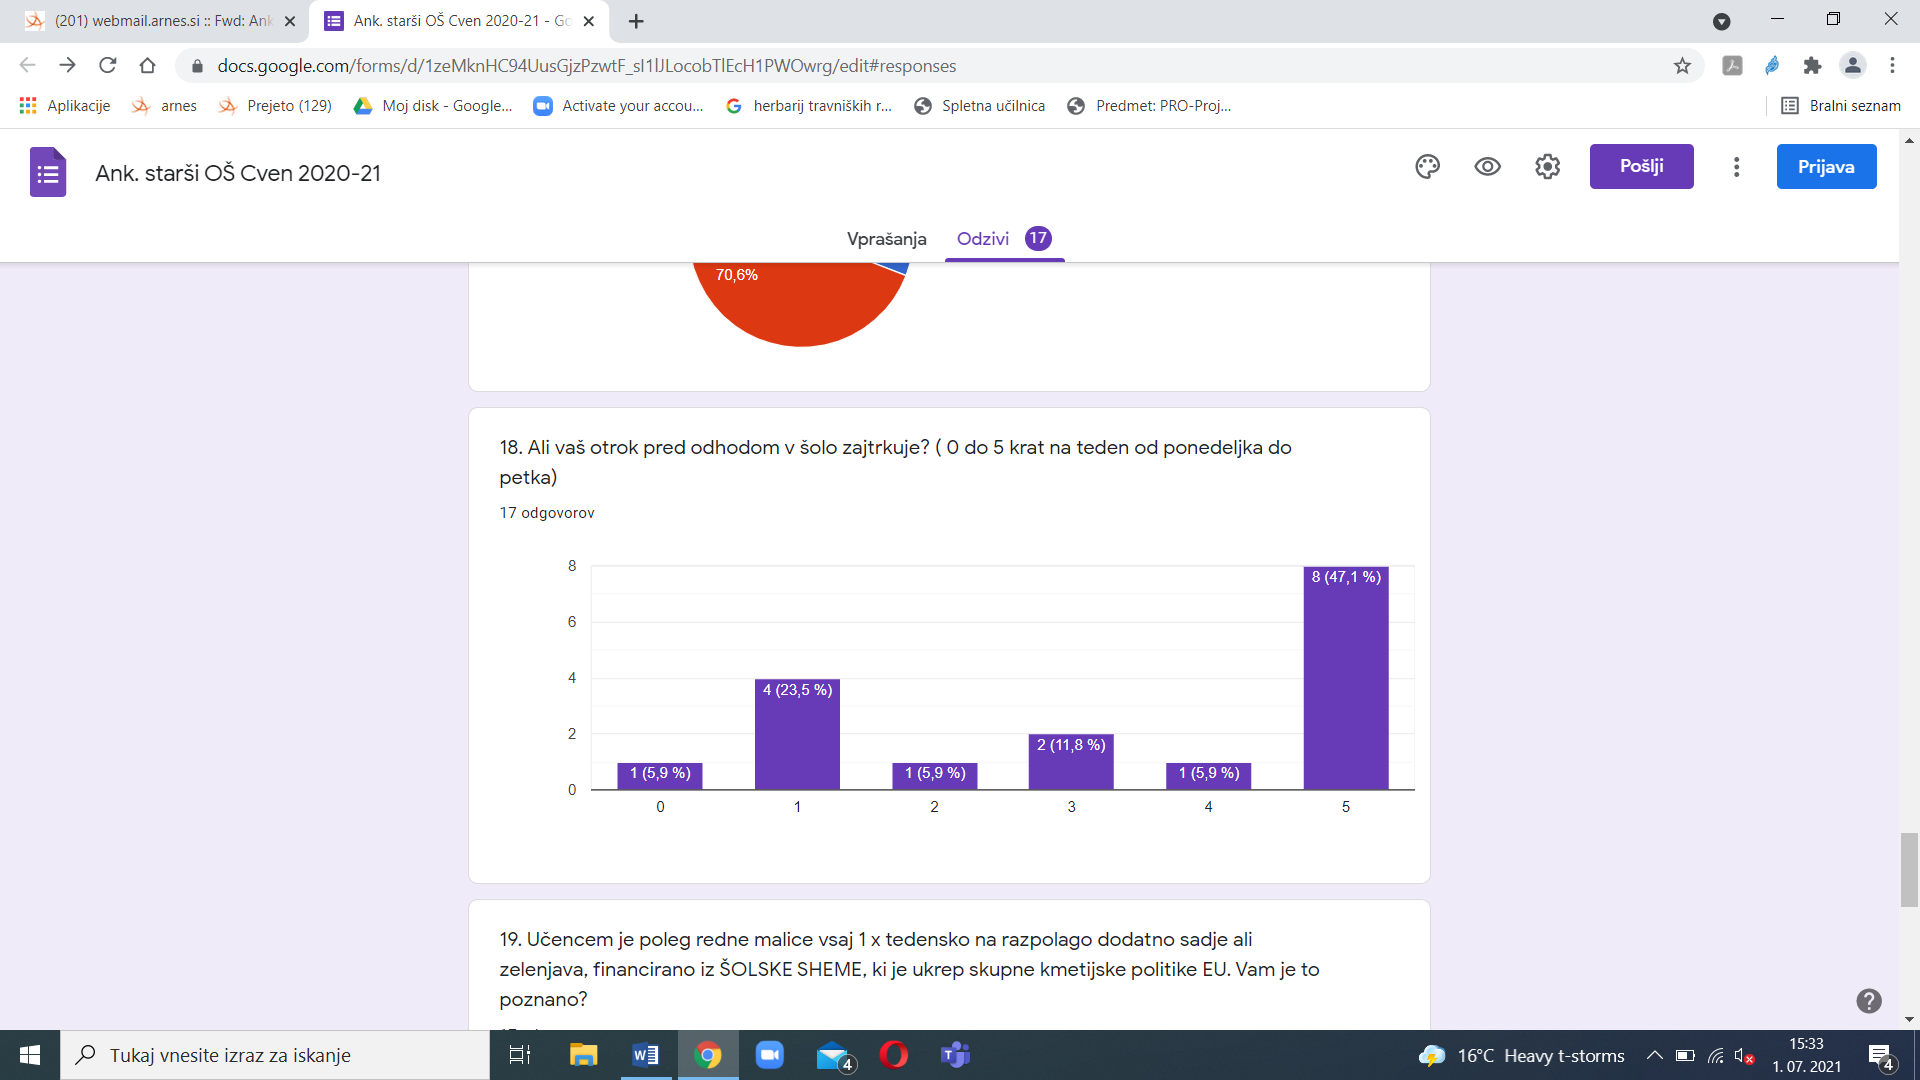 (201) webmail.arnes.si :: Fwd: Ank
Ank. starši OŠ Cven 2020-21 - Go
docs.google.com/forms/d/1zeMknHC94UusGjzPzwtF_sI1lJLocobTlEcH1PWOwrg/edit#responses
Aplikacije arnes Prejeto (129) Moj disk - Google... Activate your accou... herbarij travniških r... Spletna učilnica Predmet: PRO-Proj... Bralni seznam
Ank. starši OŠ Cven 2020-21
Pošlji
Prijava
Vprašanja Odzivi 17
70,6%
18. Ali vaš otrok pred odhodom v šolo zajtrkuje? ( 0 do 5 krat na teden od ponedeljka do
petka)
17 odgovorov
8
6
4
2
0
1 (5,9 %)
4 (23,5 %)
1 (5,9 %)
2 (11,8 %)
1 (5,9 %)
8 (47,1 %)
0 1 2 3 4 5
19. Učencem je poleg redne malice vsaj 1 x tedensko na razpolago dodatno sadje ali
zelenjava, financirano iz ŠOLSKE SHEME, ki je ukrep skupne kmetijske politike EU. Vam je to
poznano?
Tukaj vnesite izraz za iskanje
4
16°C Heavy t-storms
15:33
1. 07. 2021
4